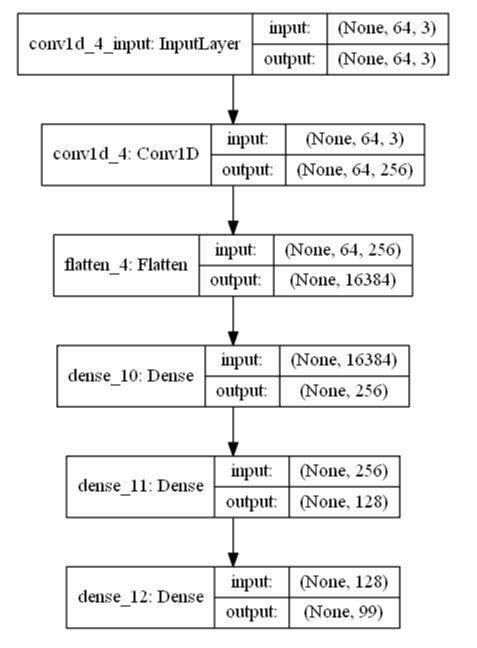 conv1d_4_input: InputLayer
input: (None, 64, 3)
output: (None, 64, 3)
conv1d_4: Conv1D
input: (None, 64, 3)
output: (None, 64, 256)
flatten_4: Flatten
input: (None, 64, 256)
output: (None, 16384)
dense_10: Dense
input: (None, 16384)
output: (None, 256)
dense_11: Dense
input: (None, 256)
output: (None, 128)
dense_12: Dense
input: (None, 128)
output: (None, 99)